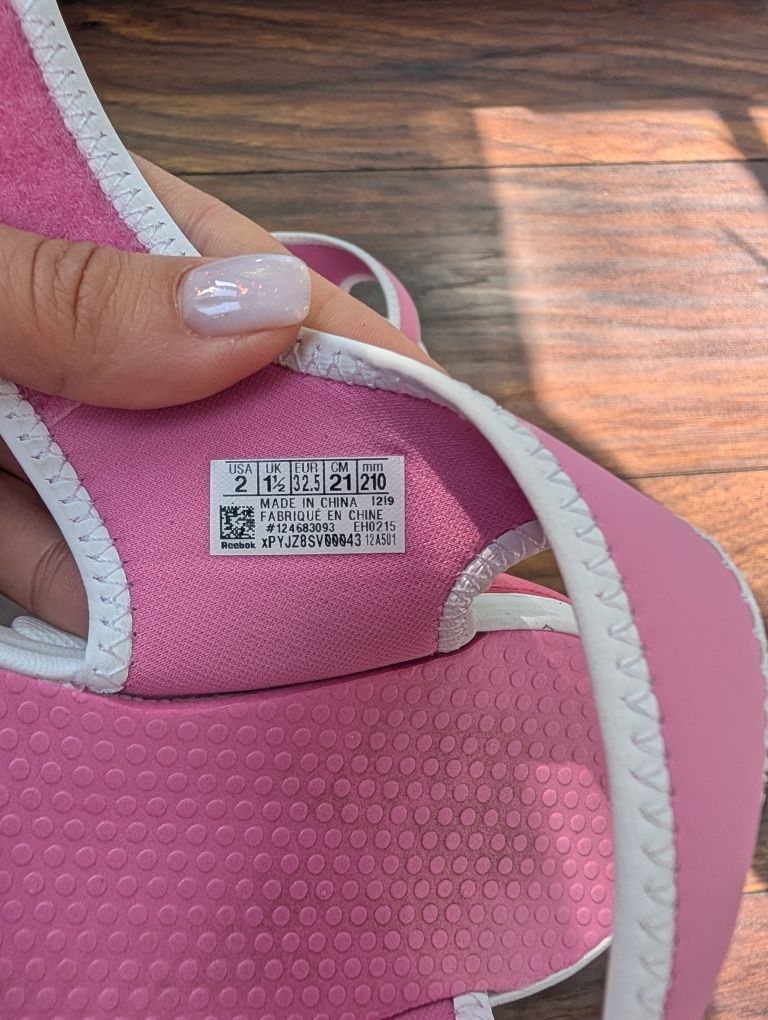 USA UK EUR CM mm
2 1½ 32.5 21 210
MADE IN CHINA 1219
FABRIQUÉ EN CHINE
#124683093 EH0215
Reebok xPYJZ8SV00043 12A501